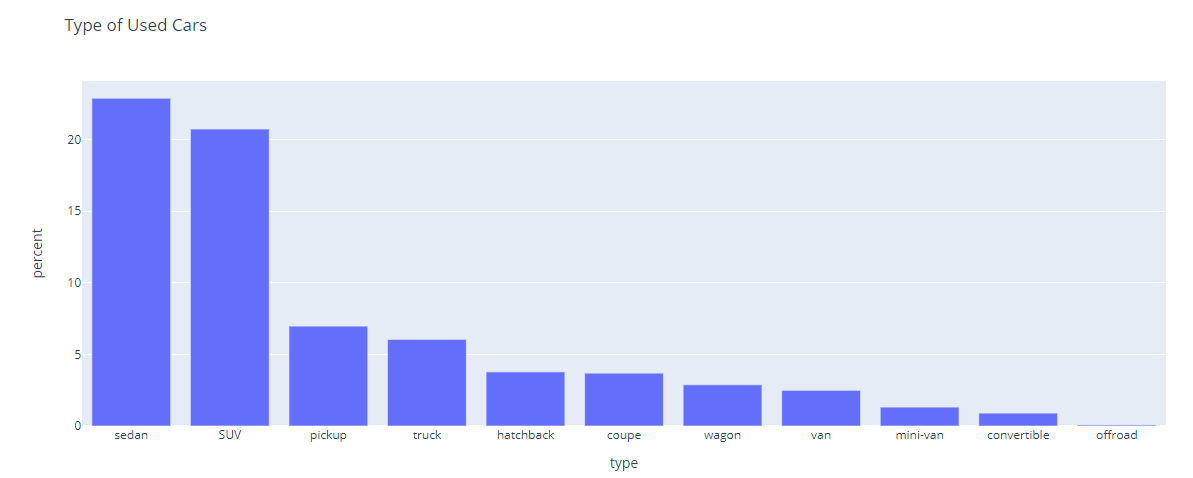 Type of Used Cars
percent
20
15
10
5
0
sedan SUV pickup truck hatchback coupe wagon van mini-van convertible offroad
type